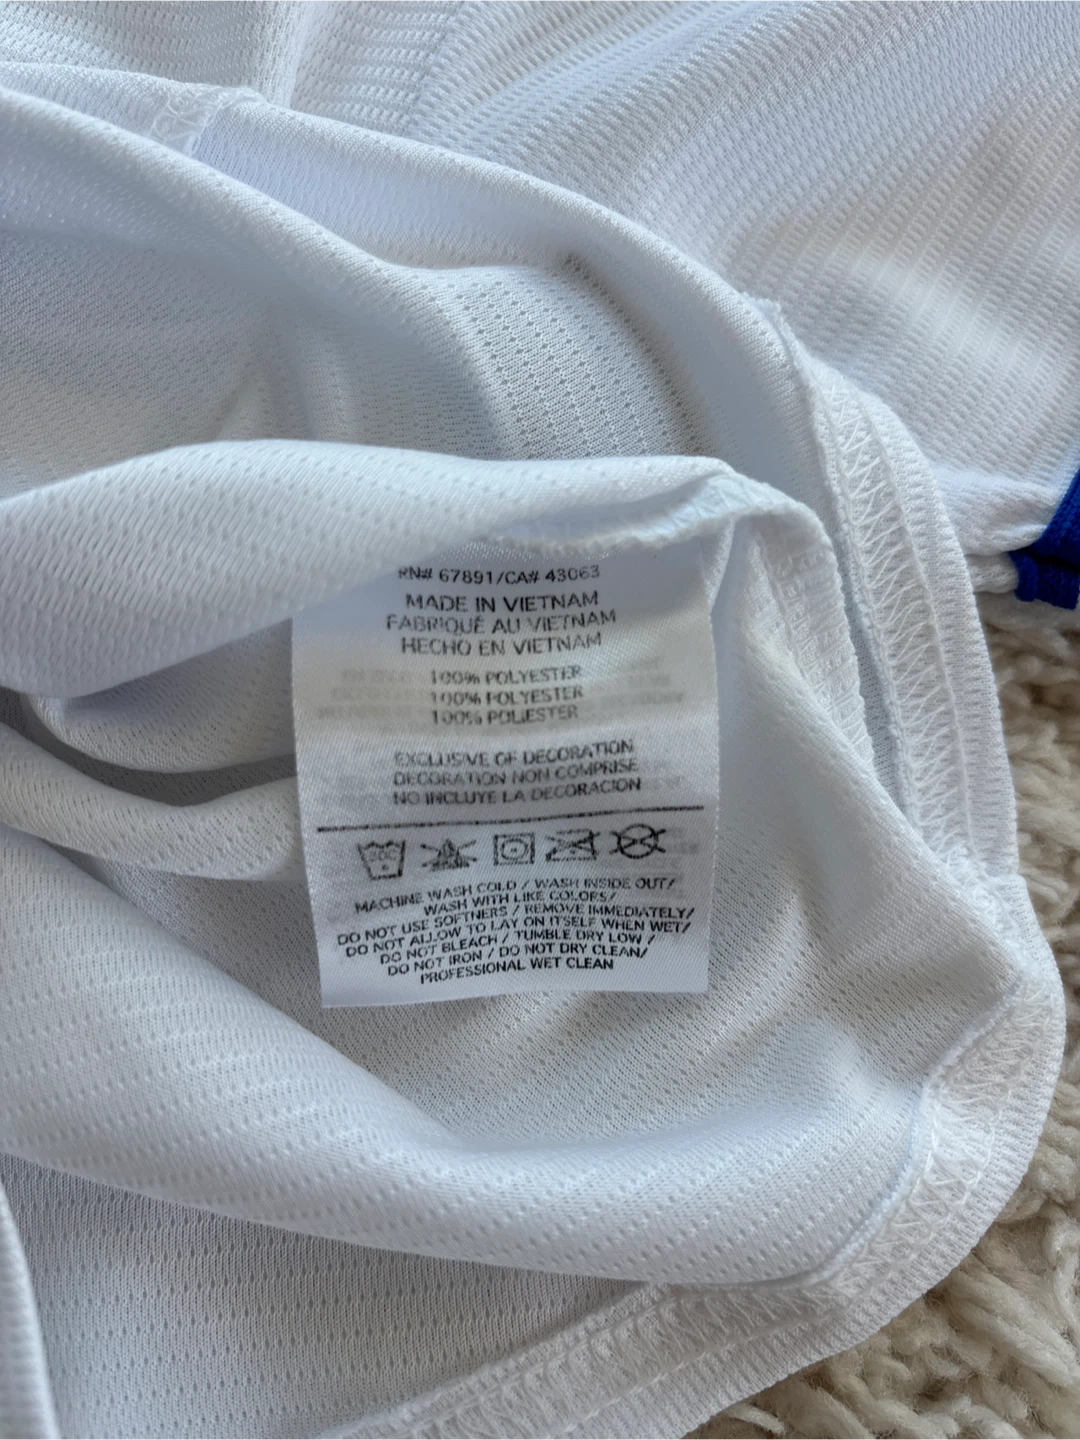 RN# 67891/CA# 43063
MADE IN VIETNAM
FABRIQUÉ AU VIETNAM
HECHO EN VIETNAM
100% POLYESTER
100% POLYESTER
100% POLIESTER
EXCLUSIVE OF DECORATION
DECORATION NON COMPRISE
NO INCLUYE LA DECORACION
30C
MACHINE WASH COLD / WASH INSIDE OUT/
WASH WITH LIKE COLORS/
DO NOT USE SOFTNERS / REMOVE IMMEDIATELY/
DO NOT ALLOW TO LAY ON ITSELF WHEN WET/
DO NOT BLEACH / TUMBLE DRY LOW /
DO NOT IRON / DO NOT DRY CLEAN/
PROFESSIONAL WET CLEAN